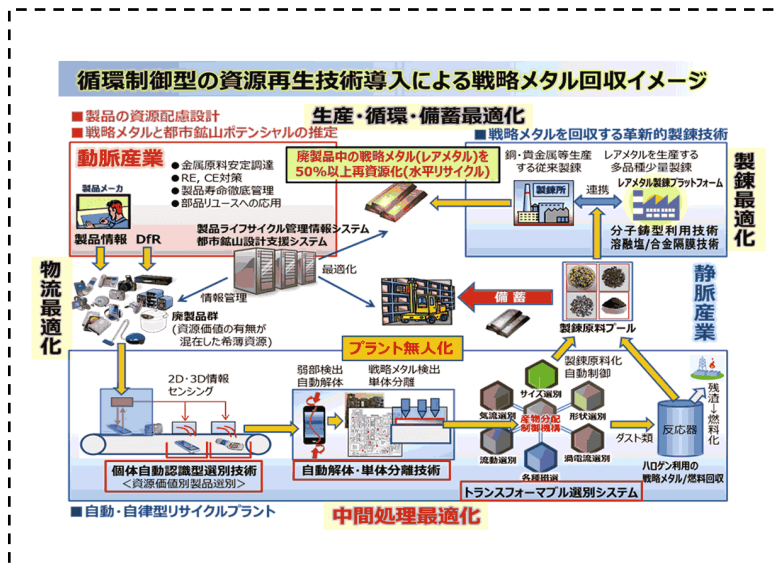 循環制御型の資源再生技術導入による戦略メタル回収イメージ
■製品の資源配慮設計
■戦略メタルと都市鉱山ポテンシャルの推定
生産・循環・備蓄最適化
■戦略メタルを回収する革新的製錬技術
動脈産業
●金属原料安定調達
●RE, CE対策
●製品寿命徹底管理
●部品リユースへの応用
製品メーカ
製品情報 DfR
廃製品中の戦略メタル(レアメタル)を
50%以上再資源化(水平リサイクル)
銅・貴金属等生産
する従来製錬
レアメタルを生産する
多品種少量製錬
製錬所
連携
レアメタル製錬プラットフォーム
分子鋳型利用技術
溶融塩/合金隔膜技術
製錬最適化
製品ライフサイクル管理情報システム
都市鉱山設計支援システム
最適化
情報管理
物流最適化
廃製品群
(資源価値の有無が
混在した希薄資源)
備蓄
製錬原料プール
静脈産業
プラント無人化
2D・3D情報
センシング
弱部検出
自動解体
戦略メタル検出
単体分離
製錬原料化
自動制御
サイズ選別
気流選別
形状選別
産物分配
制御機構
流動選別
渦電流選別
各種磁選
ダスト類
反応器
残渣→燃料化
個体自動認識型選別技術
<資源価値別製品選別>
自動解体・単体分離技術
トランスフォーマブル選別システム
ハロゲン利用の
戦略メタル/燃料回収
■自動・自律型リサイクルプラント
中間処理最適化